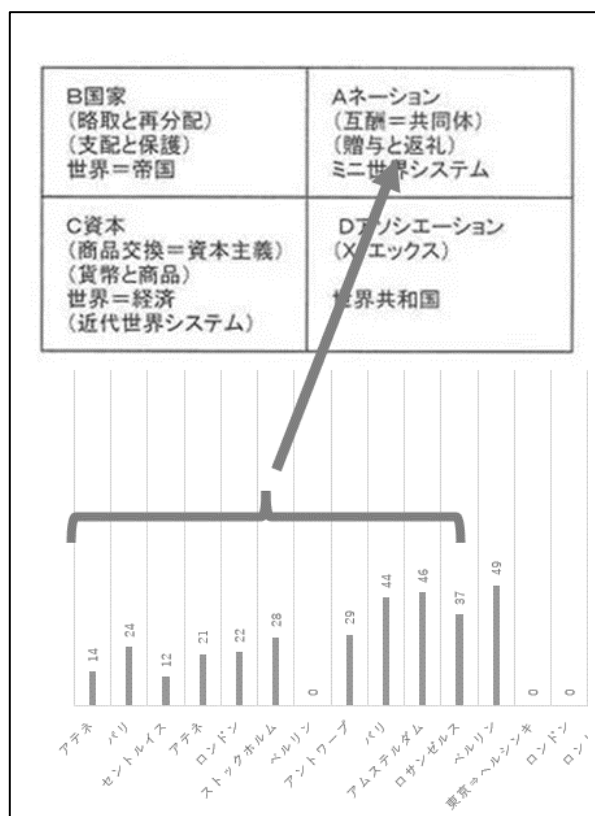 B国家
(略取と再分配)
(支配と保護)
世界=帝国
Aネーション
(互酬=共同体)
(贈与と返礼)
ミニ世界システム
C資本
(商品交換=資本主義)
(貨幣と商品)
世界=経済
(近代世界システム)
Dアソシエーション
(X エックス)
世界共和国
14
24
12
21
22
28
0
29
44
46
37
49
0
0
アテネ
パリ
セントルイス
アテネ
ロンドン
ストックホルム
ベルリン
アントワープ
パリ
アムステルダム
ロサンゼルス
ベルリン
東京⇒ヘルシンキ
ロンドン